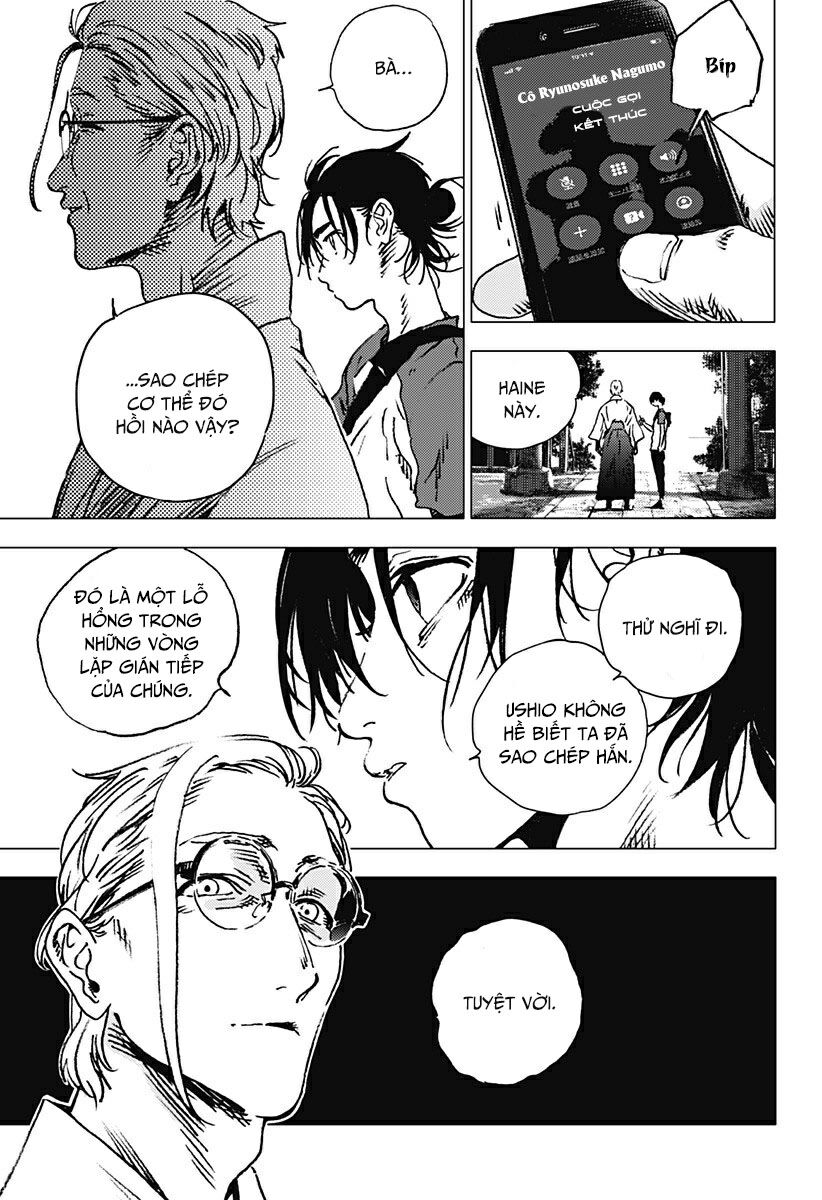 Bíp
Cô Ryunosuke Nagumo
CUỘC GỌI
KẾT THÚC
HAINE
NÀY.
BÀ...
...SAO CHÉP
CƠ THỂ ĐÓ
HỒI NÀO VẬY?
THỬ NGHĨ ĐI.
USHIO KHÔNG
HỀ BIẾT TA ĐÃ
SAO CHÉP HẮN.
ĐÓ LÀ MỘT LỖ
HỔNG TRONG
NHỮNG VÒNG
LẶP GIÁN TIẾP
CỦA CHÚNG.
TUYỆT VỜI.